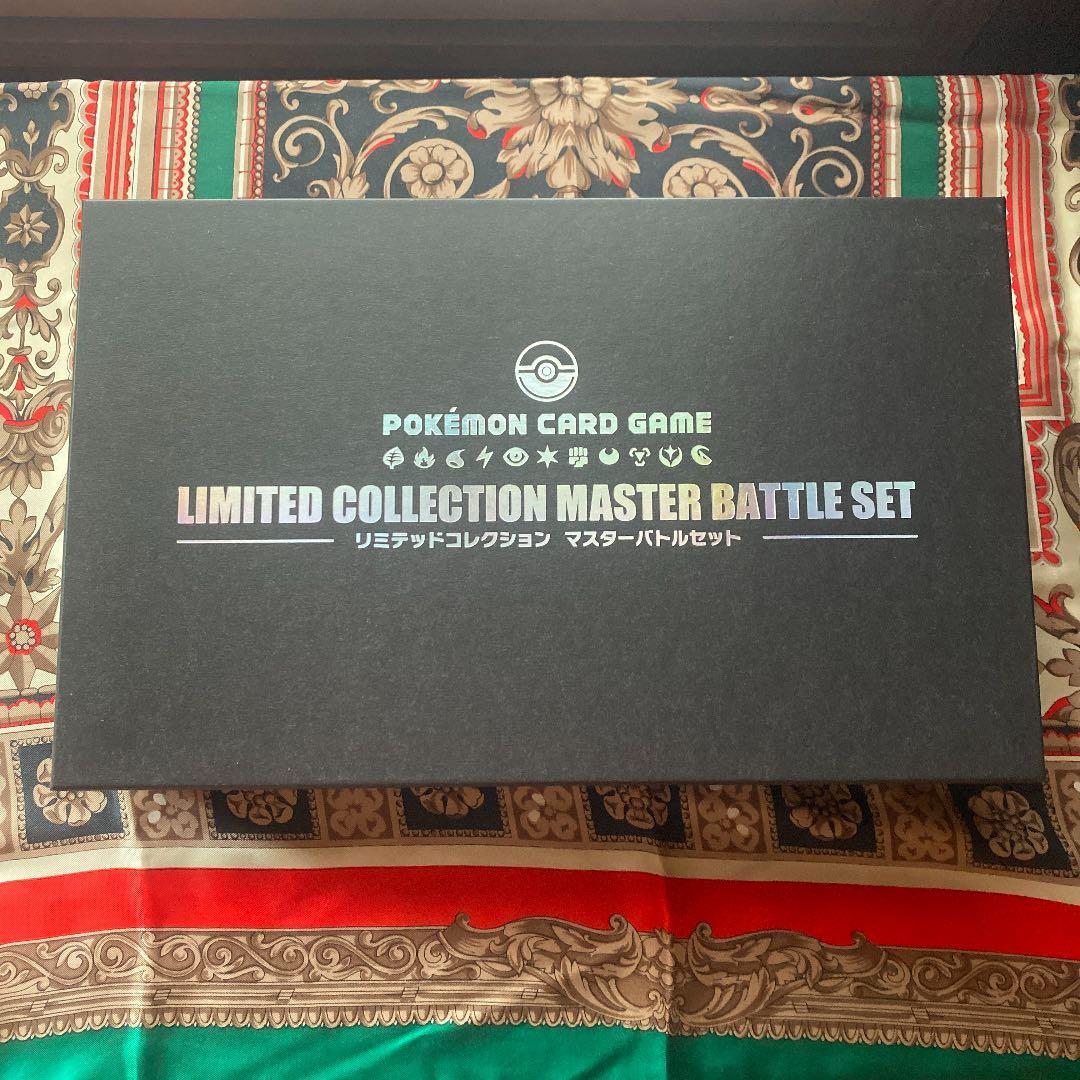 POKÉMON CARD GAME
LIMITED COLLECTION MASTER BATTLE SET
リミテッドコレクション マスターバトルセット